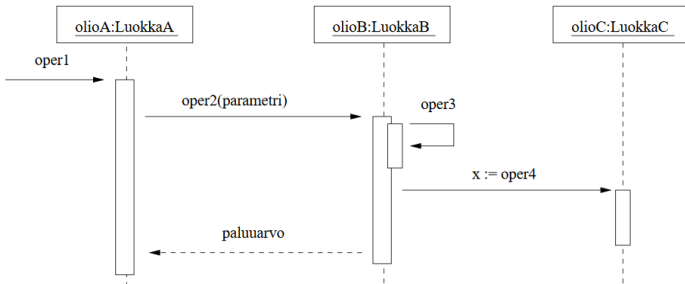 olioA:LuokkaA
olioB:LuokkaB
olioC:LuokkaC
oper1
oper2(parametri)
oper3
x := oper4
paluuarvo